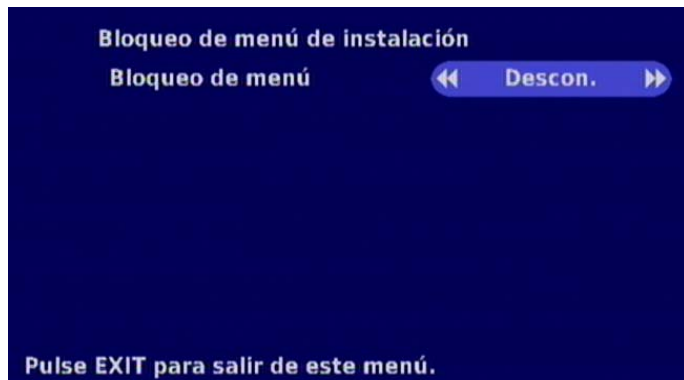 Bloqueo de menú de instalación
Bloqueo de menú Descon.
Pulse EXIT para salir de este menú.